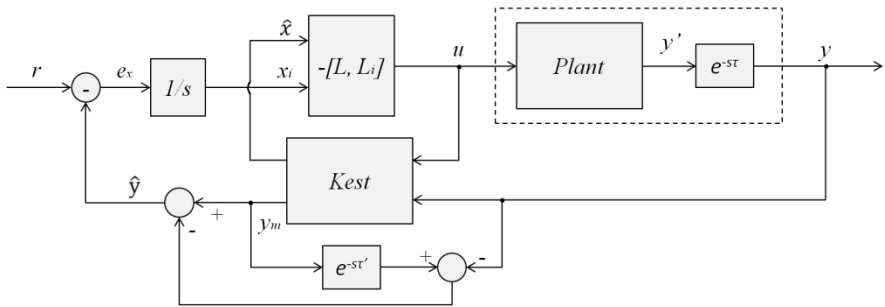 x̂
u
y'
y
r
eₓ
-
1/s
xᵢ
-[L, Lᵢ]
Plant
e^{-sτ}
Kest
ŷ
+
-
yₘ
e^{-sτ'}
+
-